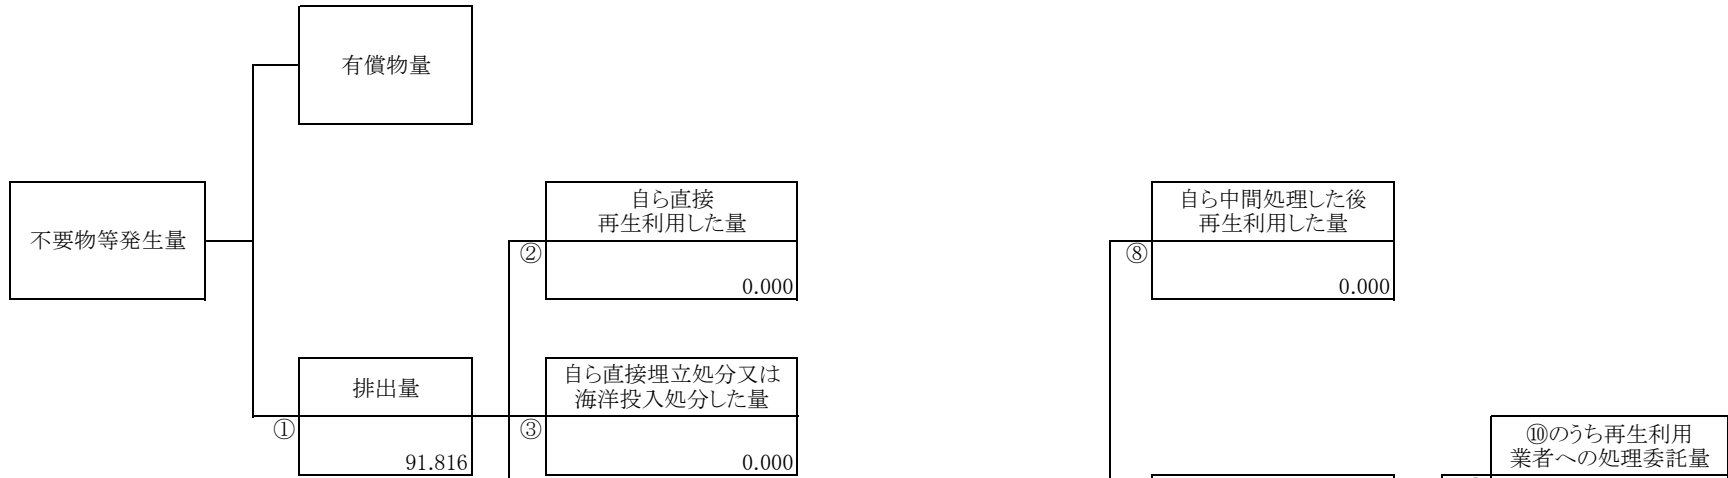 有償物量
不要物等発生量
自ら直接
再生利用した量
②
0.000
自ら中間処理した後
再生利用した量
⑧
0.000
排出量
①
91.816
自ら直接埋立処分又は
海洋投入処分した量
③
0.000
⑩のうち再生利用
業者への処理委託量